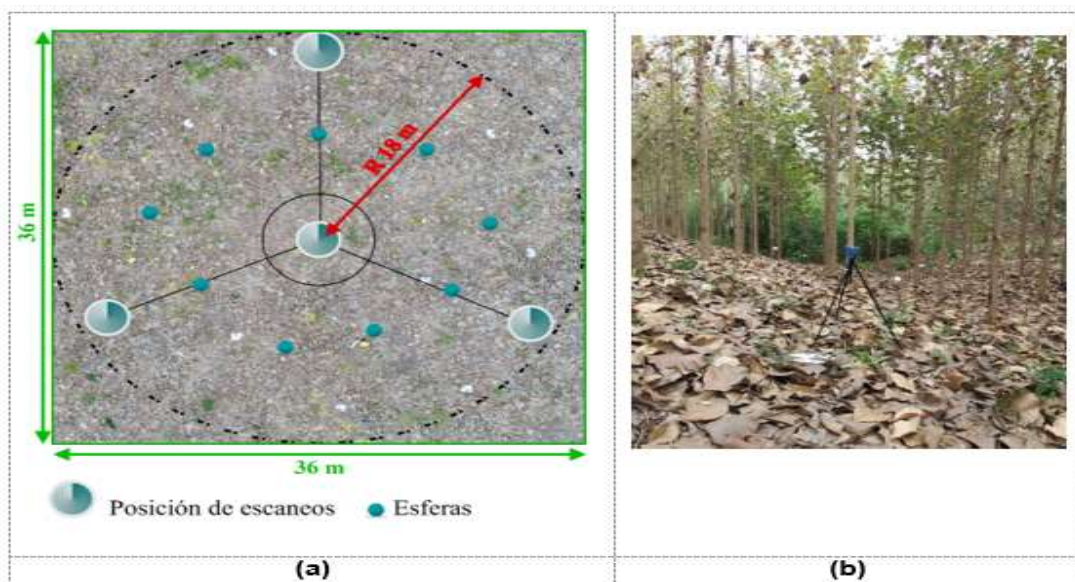 36 m
R 18 m
36 m
Posición de escaneos
Esferas
(a)
(b)